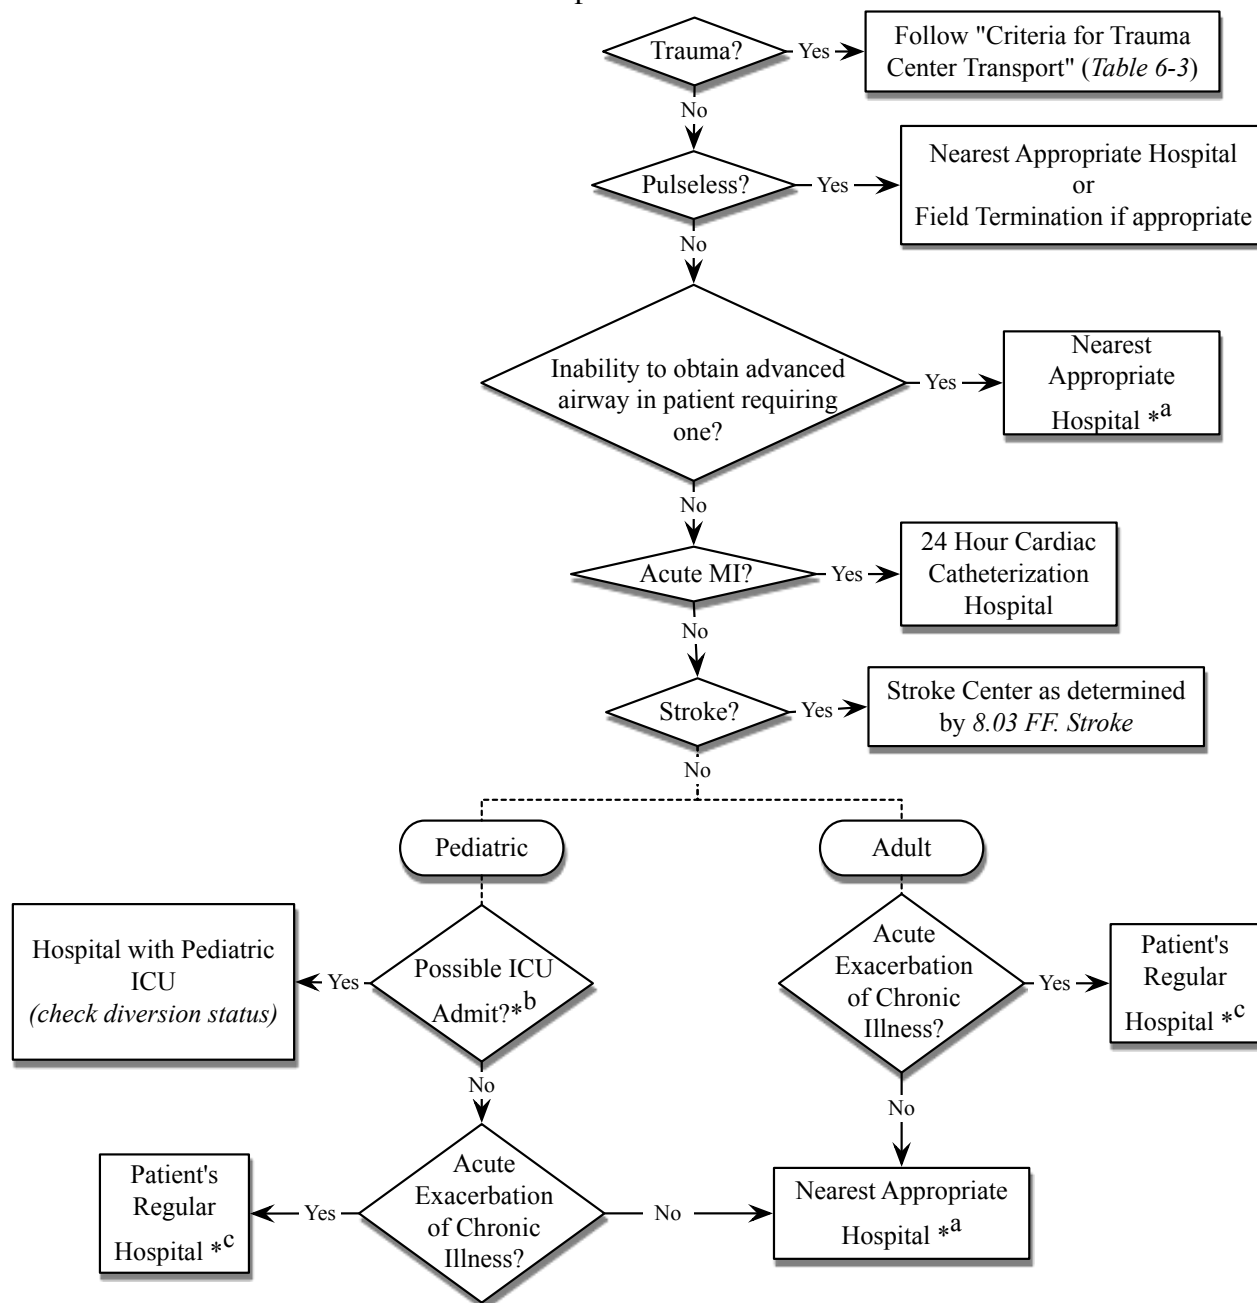 Trauma?
Yes
Follow "Criteria for Trauma
Center Transport" (Table 6-3)
No
Pulseless?
Yes
Nearest Appropriate Hospital
or
Field Termination if appropriate
No
Inability to obtain advanced
airway in patient requiring
one?
Yes
Nearest
Appropriate
Hospital *a
No
Acute MI?
Yes
24 Hour Cardiac
Catheterization
Hospital
No
Stroke?
Yes
Stroke Center as determined
by 8.03 FF. Stroke
No
Pediatric
Adult
Hospital with Pediatric
ICU
(check diversion status)
Yes
Possible ICU
Admit?*b
Acute
Exacerbation
of Chronic
Illness?
Yes
Patient's
Regular
Hospital *c
No
No
Patient's
Regular
Hospital *c
Yes
Acute
Exacerbation
of Chronic
Illness?
No
Nearest Appropriate
Hospital *a